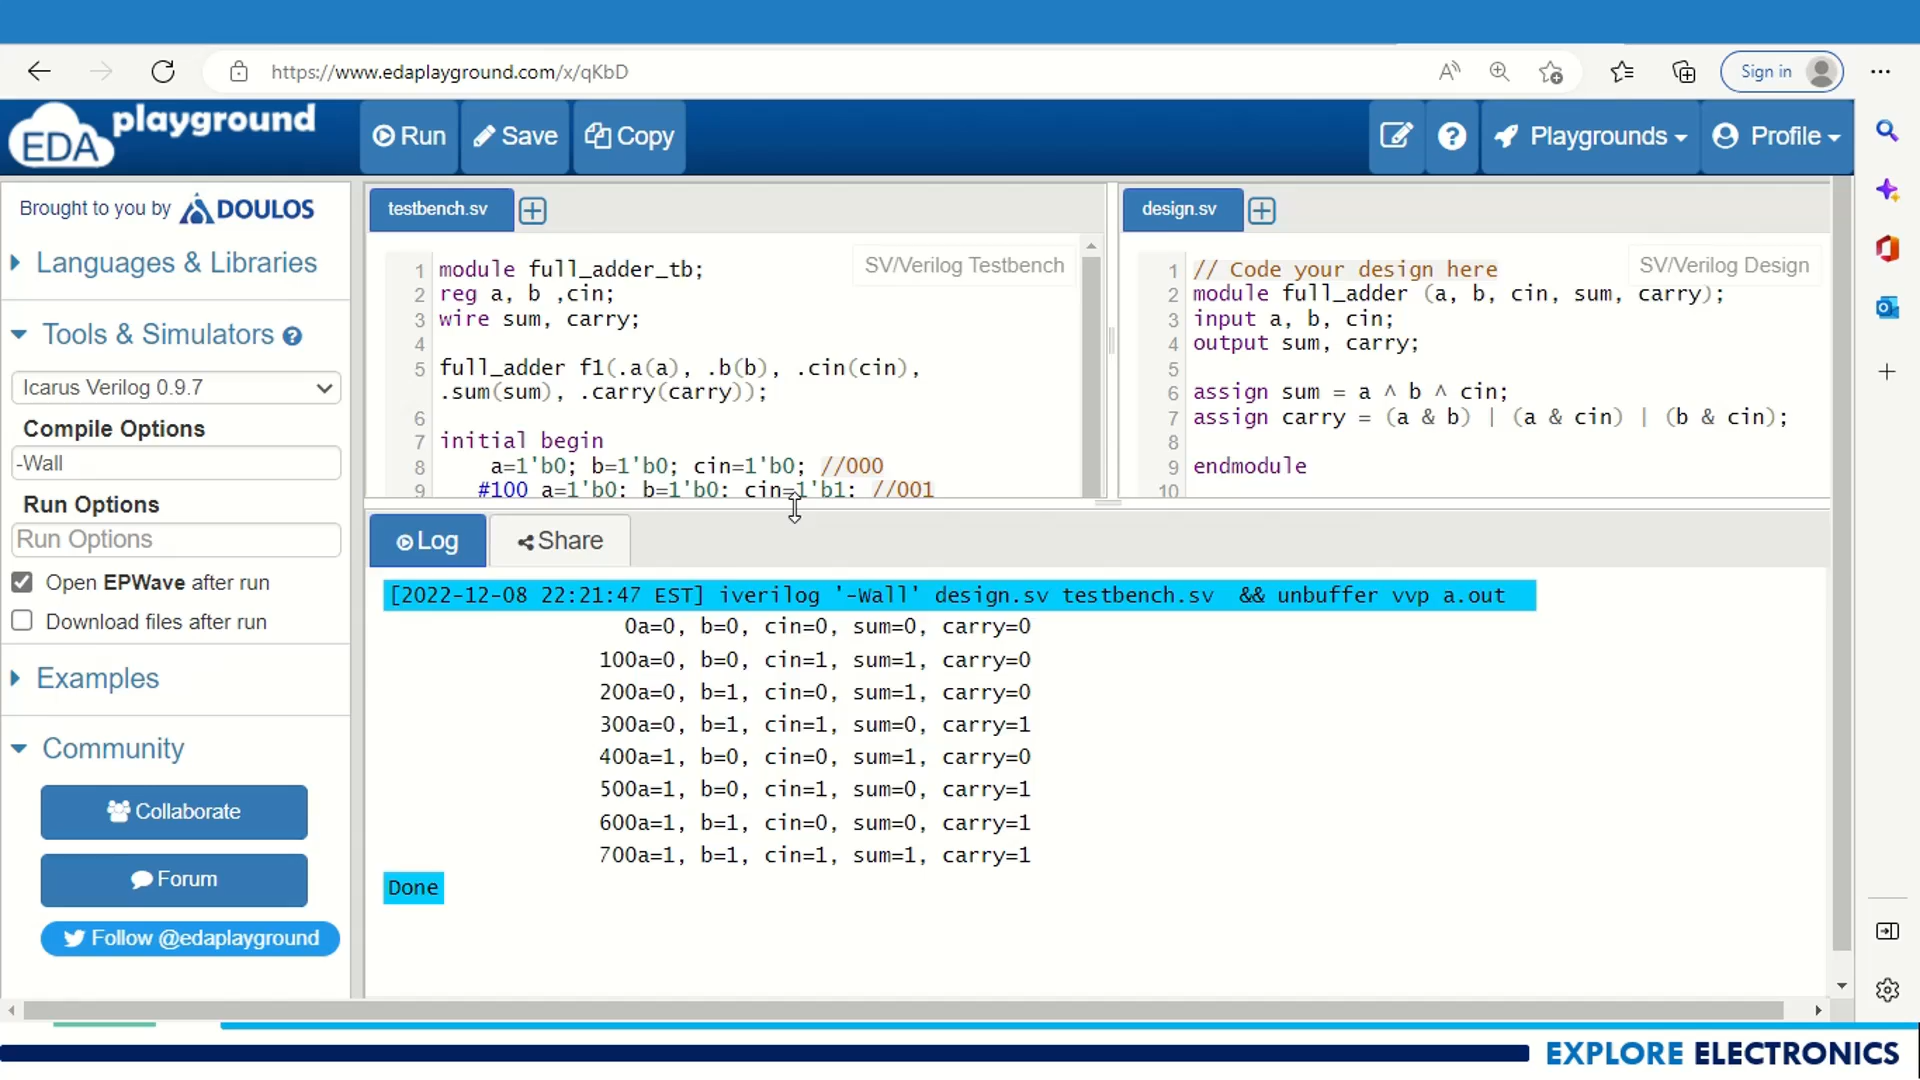 https://www.edaplayground.com/x/qKbD
Sign in
EDA playground
Run
Save
Copy
Playgrounds
Profile
Brought to you by DOULOS
Languages & Libraries
Tools & Simulators
Icarus Verilog 0.9.7
Compile Options
-Wall
Run Options
Run Options
Open EPWave after run
Download files after run
Examples
Community
Collaborate
Forum
Follow @edaplayground
testbench.sv
SV/Verilog Testbench
1 module full_adder_tb;
2 reg a, b ,cin;
3 wire sum, carry;
4
5 full_adder f1(.a(a), .b(b), .cin(cin),
.sum(sum), .carry(carry));
6
7 initial begin
8 a=1'b0; b=1'b0; cin=1'b0; //000
9 #100 a=1'b0; b=1'b0; cin=1'b1; //001
design.sv
SV/Verilog Design
1 // Code your design here
2 module full_adder (a, b, cin, sum, carry);
3 input a, b, cin;
4 output sum, carry;
5
6 assign sum = a ^ b ^ cin;
7 assign carry = (a & b) | (a & cin) | (b & cin);
8
9 endmodule
10
Log
Share
[2022-12-08 22:21:47 EST] iverilog '-Wall' design.sv testbench.sv && unbuffer vvp a.out
0a=0, b=0, cin=0, sum=0, carry=0
100a=0, b=0, cin=1, sum=1, carry=0
200a=0, b=1, cin=0, sum=1, carry=0
300a=0, b=1, cin=1, sum=0, carry=1
400a=1, b=0, cin=0, sum=1, carry=0
500a=1, b=0, cin=1, sum=0, carry=1
600a=1, b=1, cin=0, sum=0, carry=1
700a=1, b=1, cin=1, sum=1, carry=1
Done
EXPLORE ELECTRONICS